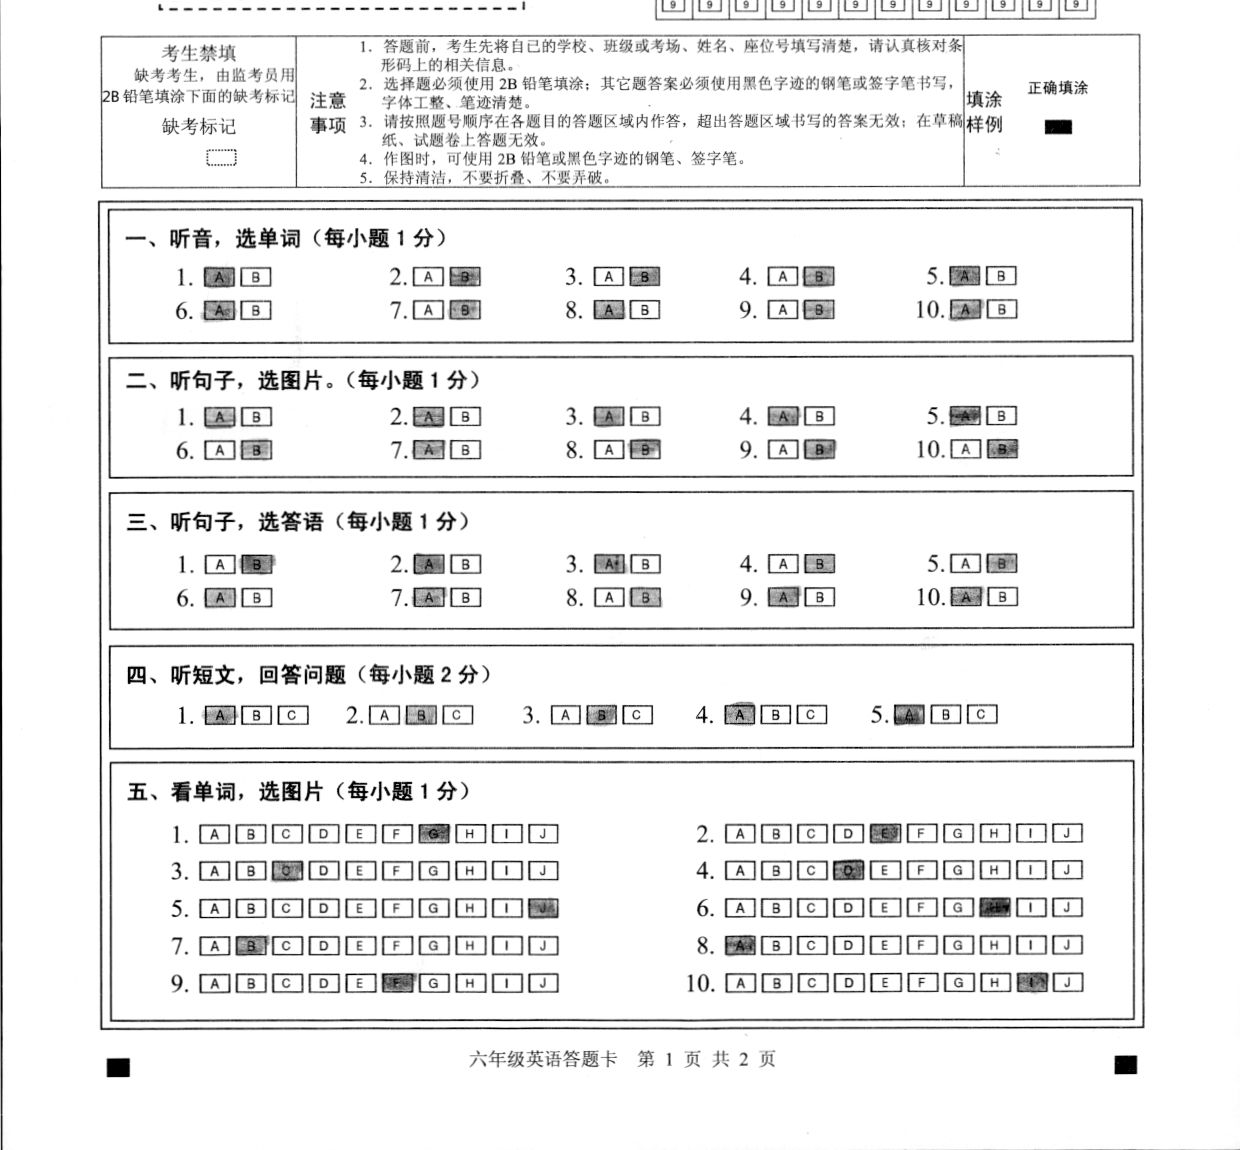 9 9 9 9 9 9 9 9 9 9 9 9
考生禁填
缺考考生，由监考员用
2B 铅笔填涂下面的缺考标记
缺考标记
注意
事项
1. 答题前，考生先将自已的学校、班级或考场、姓名、座位号填写清楚，请认真核对条
形码上的相关信息。
2. 选择题必须使用 2B 铅笔填涂；其它题答案必须使用黑色字迹的钢笔或签字笔书写，
字体工整、笔迹清楚。
3. 请按照题号顺序在各题目的答题区域内作答，超出答题区域书写的答案无效；在草稿
纸、试题卷上答题无效。
4. 作图时，可使用 2B 铅笔或黑色字迹的钢笔、签字笔。
5. 保持清洁，不要折叠、不要弄破。
填涂
样例
正确填涂
一、听音，选单词（每小题 1 分）
1. A B 2. A B 3. A B 4. A B 5. A B
6. A B 7. A B 8. A B 9. A B 10. A B
二、听句子，选图片。（每小题 1 分）
1. A B 2. A B 3. A B 4. A B 5. A B
6. A B 7. A B 8. A B 9. A B 10. A B
三、听句子，选答语（每小题 1 分）
1. A B 2. A B 3. A B 4. A B 5. A B
6. A B 7. A B 8. A B 9. A B 10. A B
四、听短文，回答问题（每小题 2 分）
1. A B C 2. A B C 3. A B C 4. A B C 5. A B C
五、看单词，选图片（每小题 1 分）
1. A B C D E F G H I J 2. A B C D E F G H I J
3. A B C D E F G H I J 4. A B C D E F G H I J
5. A B C D E F G H I J 6. A B C D E F G H I J
7. A B C D E F G H I J 8. A B C D E F G H I J
9. A B C D E F G H I J 10. A B C D E F G H I J
六年级英语答题卡 第 1 页 共 2 页